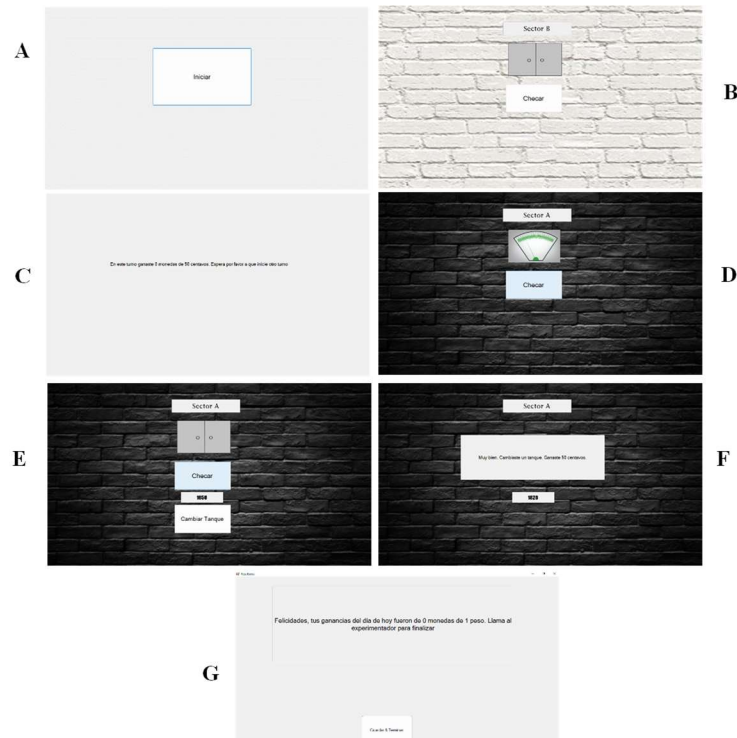 A
Iniciar
B
Sector B
Checar
C
En este turno ganaste 0 monedas de 50 centavos. Espera por favor a que inicie otro turno
D
Sector A
Checar
E
Sector A
Checar
Cambiar Tanque
F
Sector A
Muy bien. Cambiaste un tanque. Ganaste 50 centavos
G
Felicidades, tus ganancias del día de hoy fueron de 0 monedas de 1 peso. Llama al
experimentador para finalizar